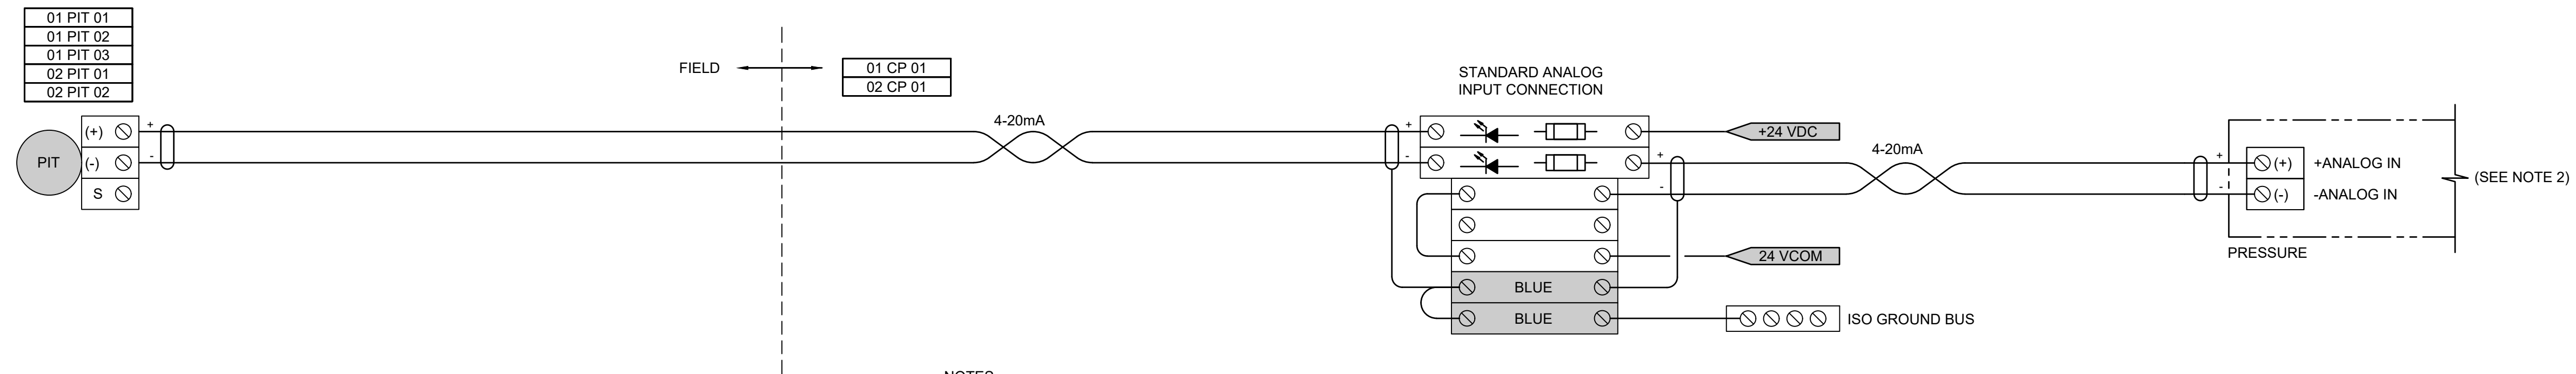 01 PIT 01
01 PIT 02
01 PIT 03
02 PIT 01
02 PIT 02
FIELD
01 CP 01
02 CP 01
STANDARD ANALOG
INPUT CONNECTION
PIT
(+)
(-)
S
+
-
4-20mA
+
-
+24 VDC
+
-
4-20mA
+
-
(+)
(-)
+ANALOG IN
-ANALOG IN
(SEE NOTE 2)
PRESSURE
24 VCOM
BLUE
BLUE
ISO GROUND BUS
NOTES